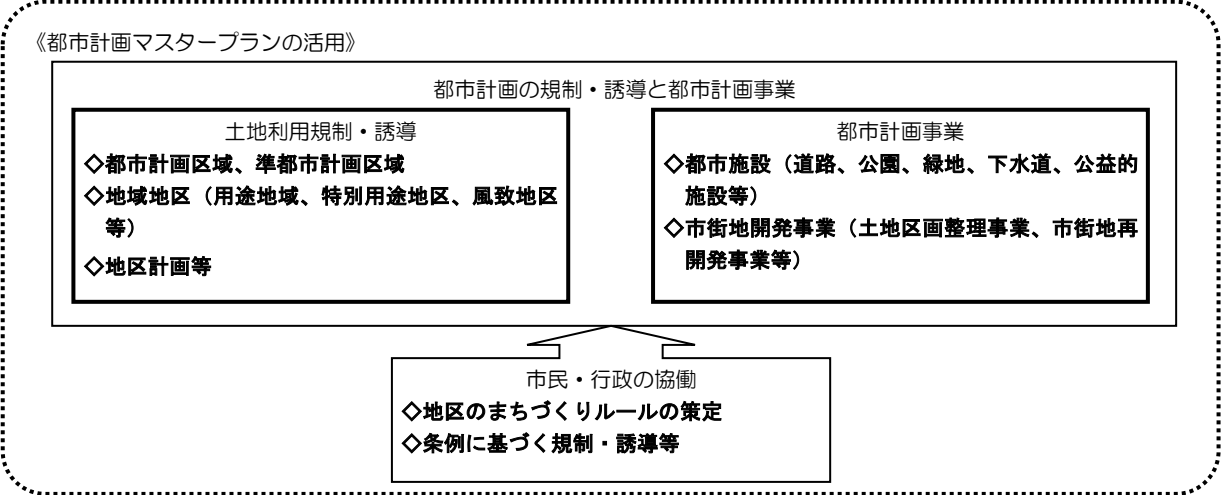 《都市計画マスタープランの活用》
都市計画の規制・誘導と都市計画事業
土地利用規制・誘導
◇都市計画区域、準都市計画区域
◇地域地区（用途地域、特別用途地区、風致地区
等）
◇地区計画等
都市計画事業
◇都市施設（道路、公園、緑地、下水道、公益的
施設等）
◇市街地開発事業（土地区画整理事業、市街地再
開発事業等）
市民・行政の協働
◇地区のまちづくりルールの策定
◇条例に基づく規制・誘導等